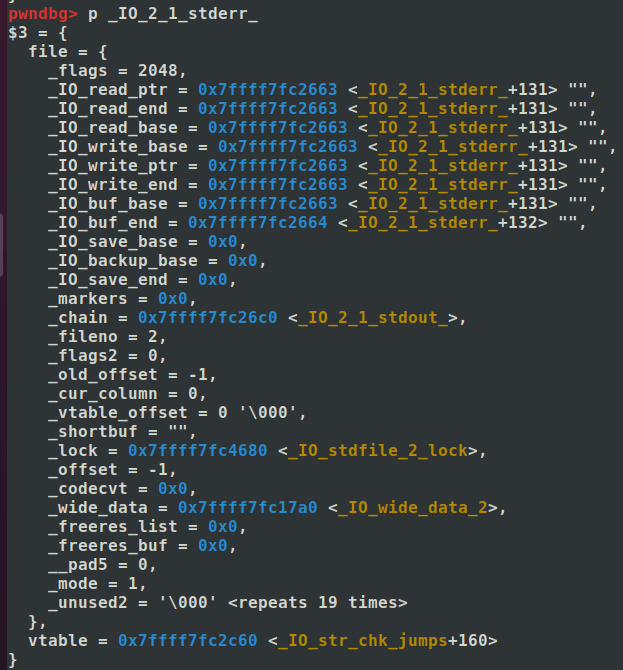 pwndbg> p _IO_2_1_stderr_
$3 = {
  file = {
    _flags = 2048,
    _IO_read_ptr = 0x7ffff7fc2663 <_IO_2_1_stderr_+131> "",
    _IO_read_end = 0x7ffff7fc2663 <_IO_2_1_stderr_+131> "",
    _IO_read_base = 0x7ffff7fc2663 <_IO_2_1_stderr_+131> "",
    _IO_write_base = 0x7ffff7fc2663 <_IO_2_1_stderr_+131> "",
    _IO_write_ptr = 0x7ffff7fc2663 <_IO_2_1_stderr_+131> "",
    _IO_write_end = 0x7ffff7fc2663 <_IO_2_1_stderr_+131> "",
    _IO_buf_base = 0x7ffff7fc2663 <_IO_2_1_stderr_+131> "",
    _IO_buf_end = 0x7ffff7fc2664 <_IO_2_1_stderr_+132> "",
    _IO_save_base = 0x0,
    _IO_backup_base = 0x0,
    _IO_save_end = 0x0,
    _markers = 0x0,
    _chain = 0x7ffff7fc26c0 <_IO_2_1_stdout_>,
    _fileno = 2,
    _flags2 = 0,
    _old_offset = -1,
    _cur_column = 0,
    _vtable_offset = 0 '\000',
    _shortbuf = "",
    _lock = 0x7ffff7fc4680 <_IO_stdfile_2_lock>,
    _offset = -1,
    _codecvt = 0x0,
    _wide_data = 0x7ffff7fc17a0 <_IO_wide_data_2>,
    _freeres_list = 0x0,
    _freeres_buf = 0x0,
    __pad5 = 0,
    _mode = 1,
    _unused2 = '\000' <repeats 19 times>
  },
  vtable = 0x7ffff7fc2c60 <_IO_str_chk_jumps+160>
}